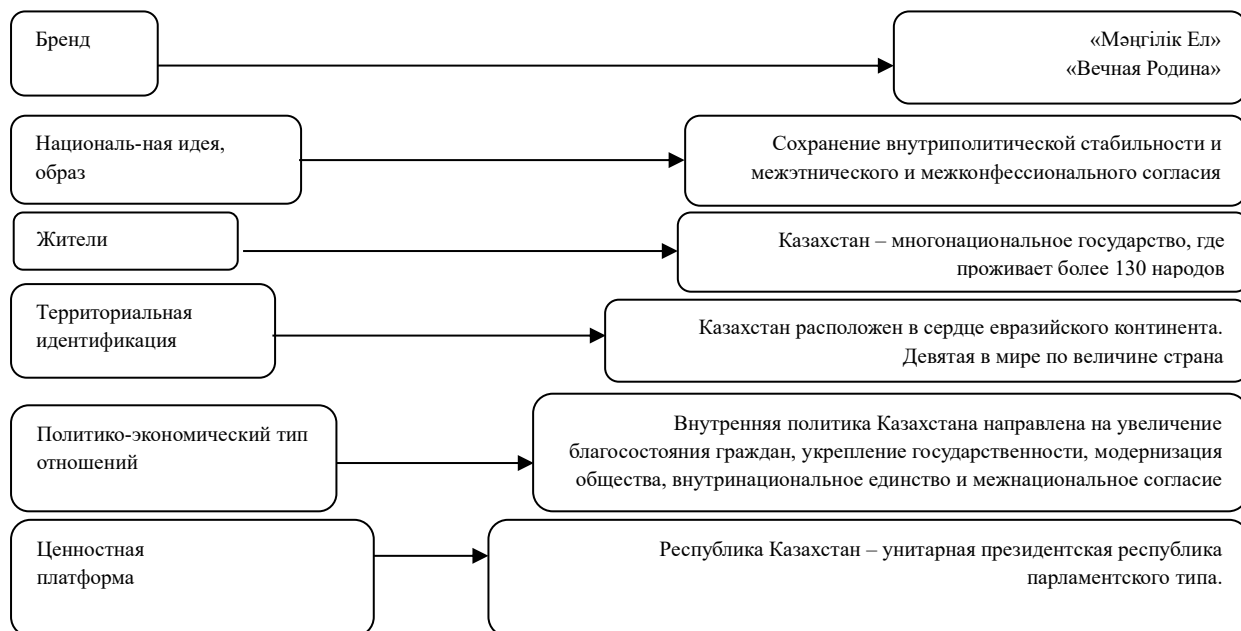 Бренд
«Мәңгілік Ел»
«Вечная Родина»
Националь-ная идея,
образ
Сохранение внутриполитической стабильности и
межэтнического и межконфессионального согласия
Жители
Казахстан – многонациональное государство, где
проживает более 130 народов
Территориальная
идентификация
Казахстан расположен в сердце евразийского континента.
Девятая в мире по величине страна
Политико-экономический тип
отношений
Внутренняя политика Казахстана направлена на увеличение
благосостояния граждан, укрепление государственности, модернизация
общества, внутринациональное единство и межнациональное согласие
Ценностная
платформа
Республика Казахстан – унитарная президентская республика
парламентского типа.